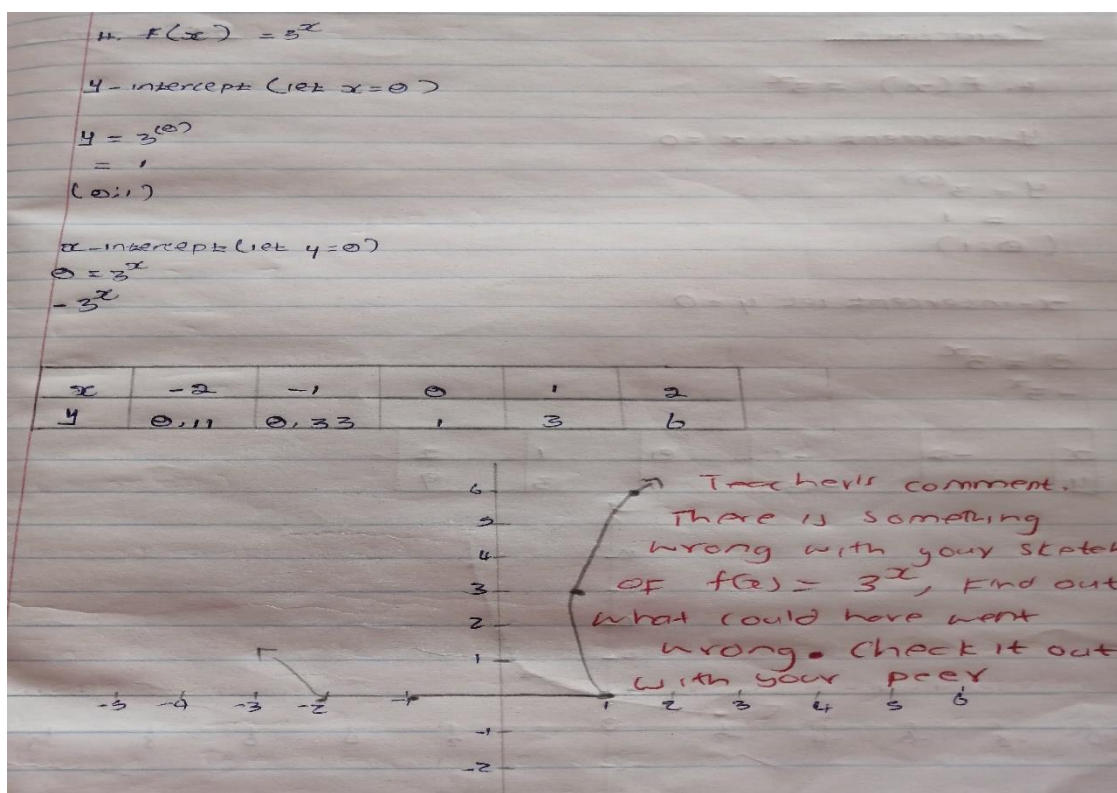 11. F(x) = 3^x
y-intercept (let x=0)
y = 3^(0)
= 1
(0;1)
x-intercept (let y=0)
0 = 3^x
- 3^x
x -2 -1 0 1 2
y 0,11 0,33 1 3 6
Teacher's comment.
There is something
wrong with your sketch
of f(x) = 3^x, Find out
what could have went
wrong. Check it out
with your peer
6
5
4
3
2
1
-5 -4 -3 -2 -1 1 2 3 4 5 6
-1
-2